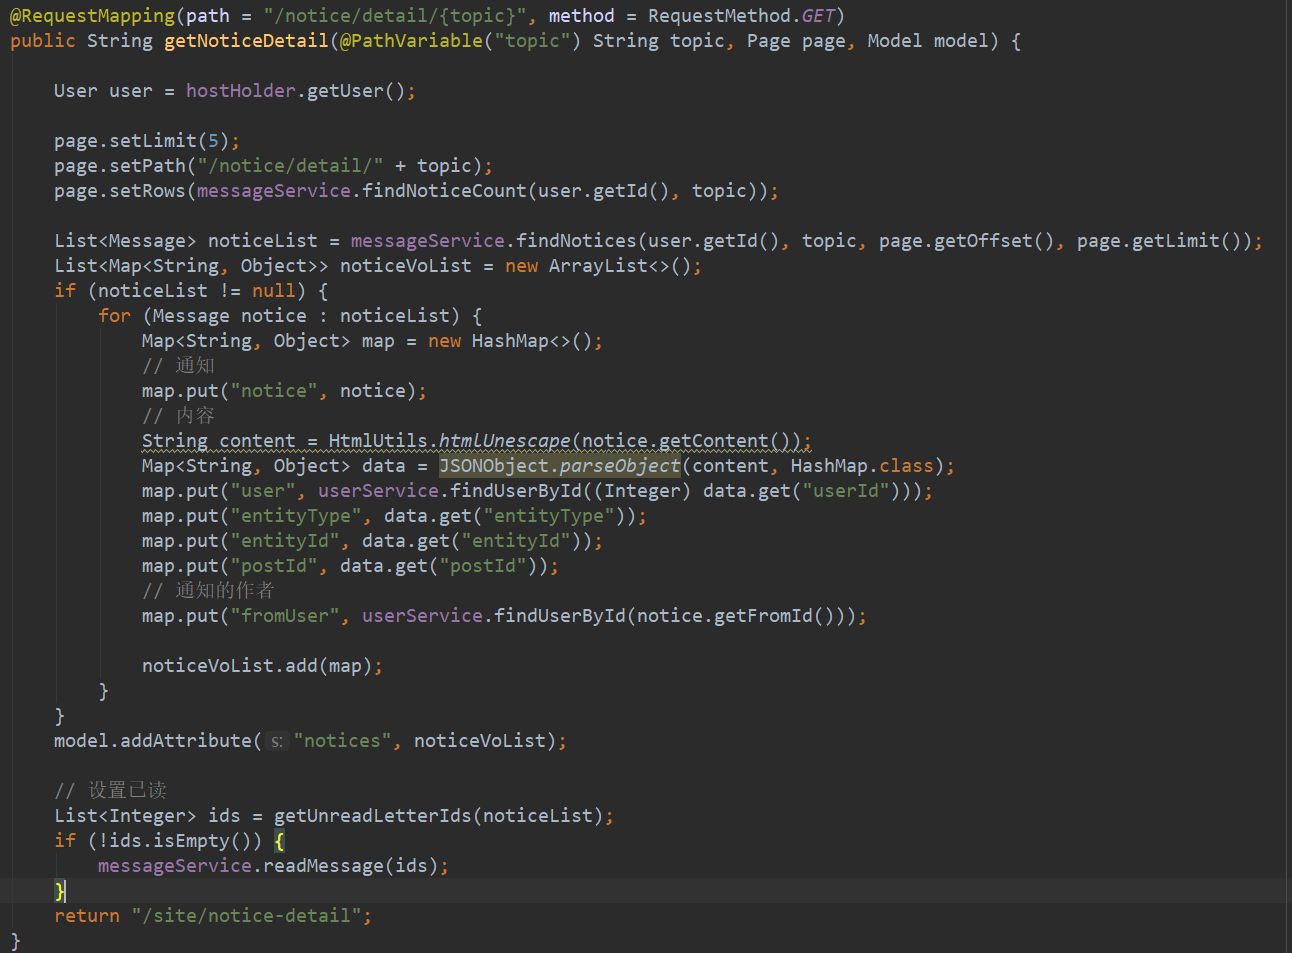 @RequestMapping(path = "/notice/detail/{topic}", method = RequestMethod.GET)
public String getNoticeDetail(@PathVariable("topic") String topic, Page page, Model model) {
User user = hostHolder.getUser();
page.setLimit(5);
page.setPath("/notice/detail/" + topic);
page.setRows(messageService.findNoticeCount(user.getId(), topic));
List<Message> noticeList = messageService.findNotices(user.getId(), topic, page.getOffset(), page.getLimit());
List<Map<String, Object>> noticeVoList = new ArrayList<>();
if (noticeList != null) {
for (Message notice : noticeList) {
Map<String, Object> map = new HashMap<>();
// 通知
map.put("notice", notice);
// 内容
String content = HtmlUtils.htmlUnescape(notice.getContent());
Map<String, Object> data = JSONObject.parseObject(content, HashMap.class);
map.put("user", userService.findUserById((Integer) data.get("userId")));
map.put("entityType", data.get("entityType"));
map.put("entityId", data.get("entityId"));
map.put("postId", data.get("postId"));
// 通知的作者
map.put("fromUser", userService.findUserById(notice.getFromId()));
noticeVoList.add(map);
}
}
model.addAttribute( s: "notices", noticeVoList);
// 设置已读
List<Integer> ids = getUnreadLetterIds(noticeList);
if (!ids.isEmpty()) {
messageService.readMessage(ids);
}
return "/site/notice-detail";
}